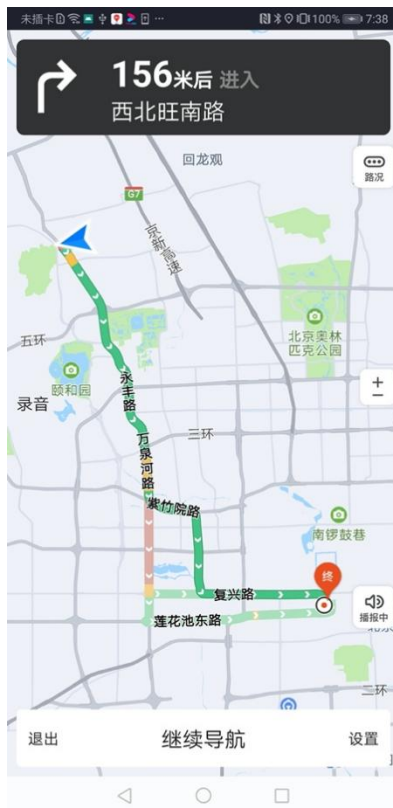 未插卡 100% 7:38
156米后 进入
西北旺南路
回龙观
路况
G7
京新高速
五环
北京奥林
匹克公园
颐和园
永丰路
录音
万泉河路
三环
紫竹院路
南锣鼓巷
终
复兴路
莲花池东路
播报中
二环
退出
继续导航
设置